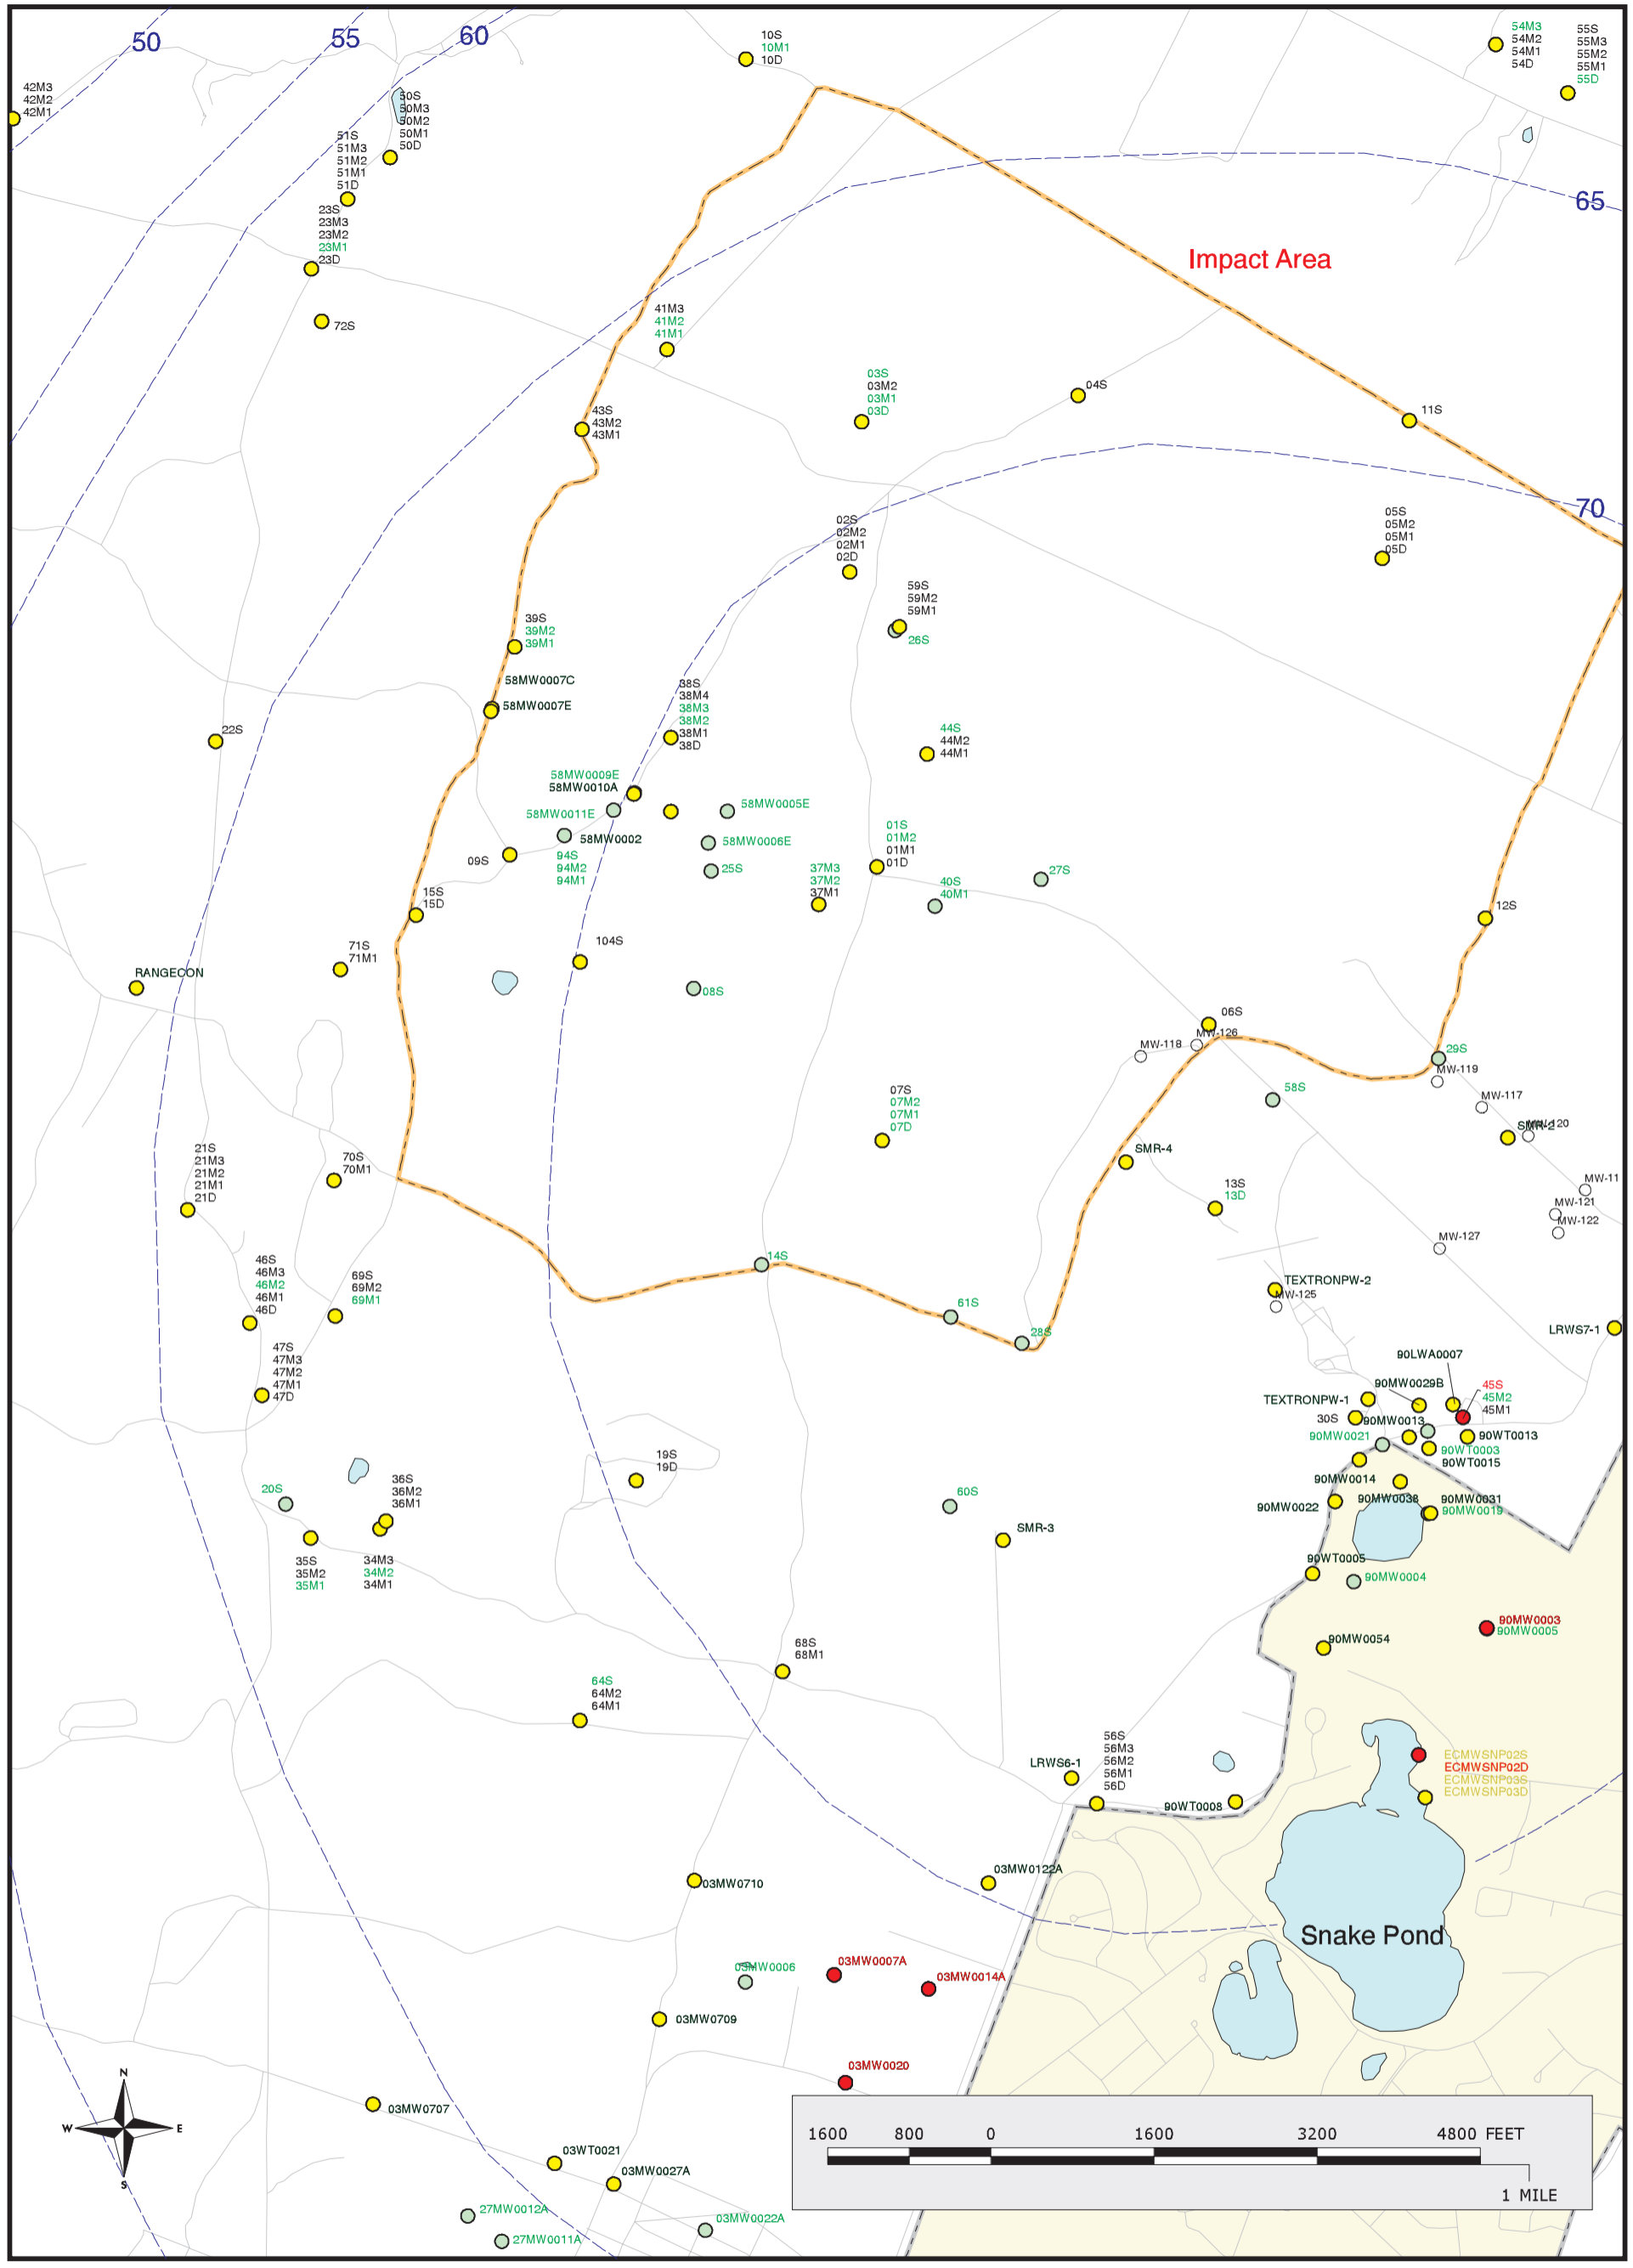 50
55
60
10S
10M1
10D
54M3
54M2
54M1
54D
55S
55M3
55M2
55M1
55D
42M3
42M2
42M1
50S
50M3
50M2
50M1
50D
51S
51M3
51M2
51M1
51D
65
23S
23M3
23M2
23M1
23D
Impact Area
72S
41M3
41M2
41M1
03S
03M2
03M1
03D
04S
11S
43S
43M2
43M1
70
02S
02M2
02M1
02D
05S
05M2
05M1
05D
59S
59M2
59M1
26S
39S
39M2
39M1
58MW0007C
58MW0007E
38S
38M4
38M3
38M2
38M1
38D
22S
44S
44M2
44M1
58MW0009E
58MW0010A
58MW0011E
58MW0002
58MW0005E
58MW0006E
01S
01M2
01M1
01D
09S
94S
94M2
94M1
25S
37M3
37M2
37M1
40S
40M1
27S
15S
15D
12S
104S
71S
71M1
RANGECON
08S
06S
MW-126
MW-118
29S
MW-119
58S
MW-117
SMR-2
MW-120
07S
07M2
07M1
07D
SMR-4
21S
21M3
21M2
21M1
21D
70S
70M1
13S
13D
MW-11
MW-121
MW-122
MW-127
14S
46S
46M3
46M2
46M1
46D
69S
69M2
69M1
TEXTRONPW-2
MW-125
61S
28S
LRWS7-1
47S
47M3
47M2
47M1
47D
90LWA0007
90MW0029B
45S
45M2
45M1
TEXTRONPW-1
30S
90MW0013
90MW0021
90WT0013
90WT0003
90WT0015
19S
19D
20S
36S
36M2
36M1
60S
90MW0014
90MW0022
90MW0038
90MW0031
90MW0019
SMR-3
35S
35M2
35M1
34M3
34M2
34M1
90WT0005
90MW0004
90MW0003
90MW0005
90MW0054
68S
68M1
64S
64M2
64M1
56S
56M3
56M2
56M1
56D
LRWS6-1
90WT0008
ECMWSNP02S
ECMWSNP02D
ECMWSNP03S
ECMWSNP03D
03MW0710
03MW0122A
Snake Pond
03MW0006
03MW0007A
03MW0014A
03MW0709
03MW0020
03MW0707
N
W
E
S
1600
800
0
1600
3200
4800 FEET
1 MILE
03WT0021
03MW0027A
27MW0012A
27MW0011A
03MW0022A